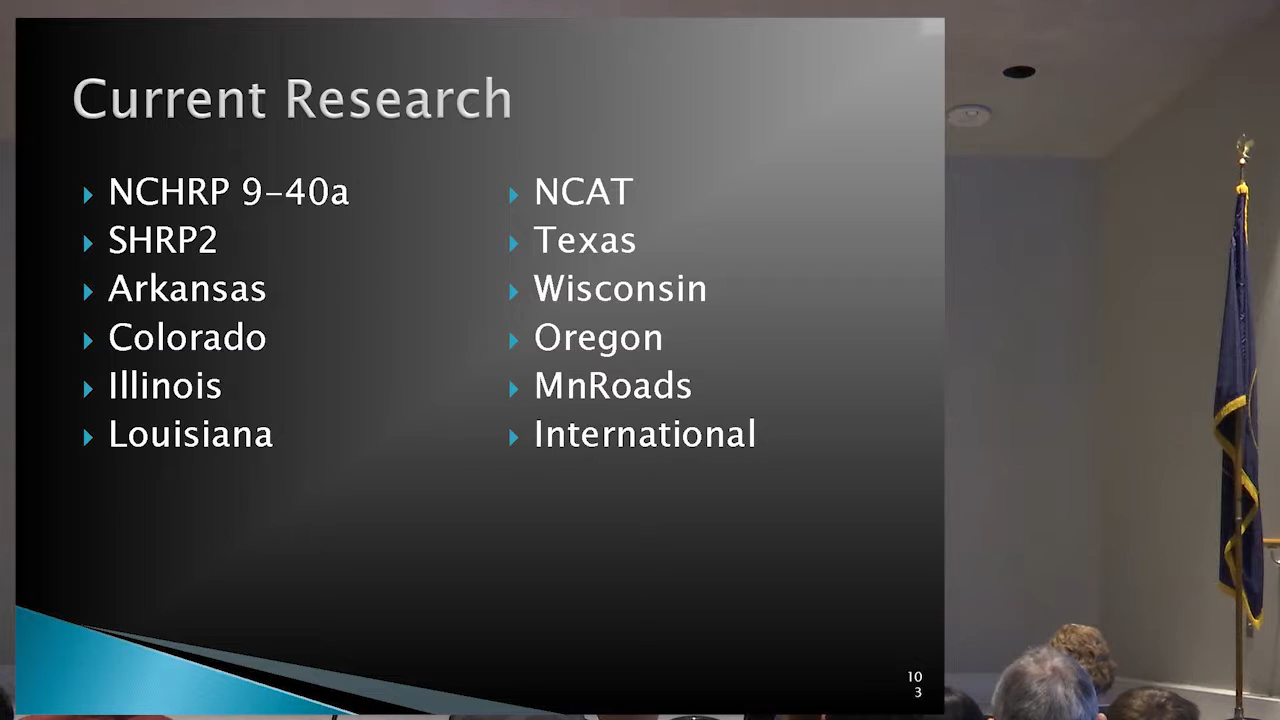 Current Research
NCHRP 9-40a
SHRP2
Arkansas
Colorado
Illinois
Louisiana
NCAT
Texas
Wisconsin
Oregon
MnRoads
International
10
3